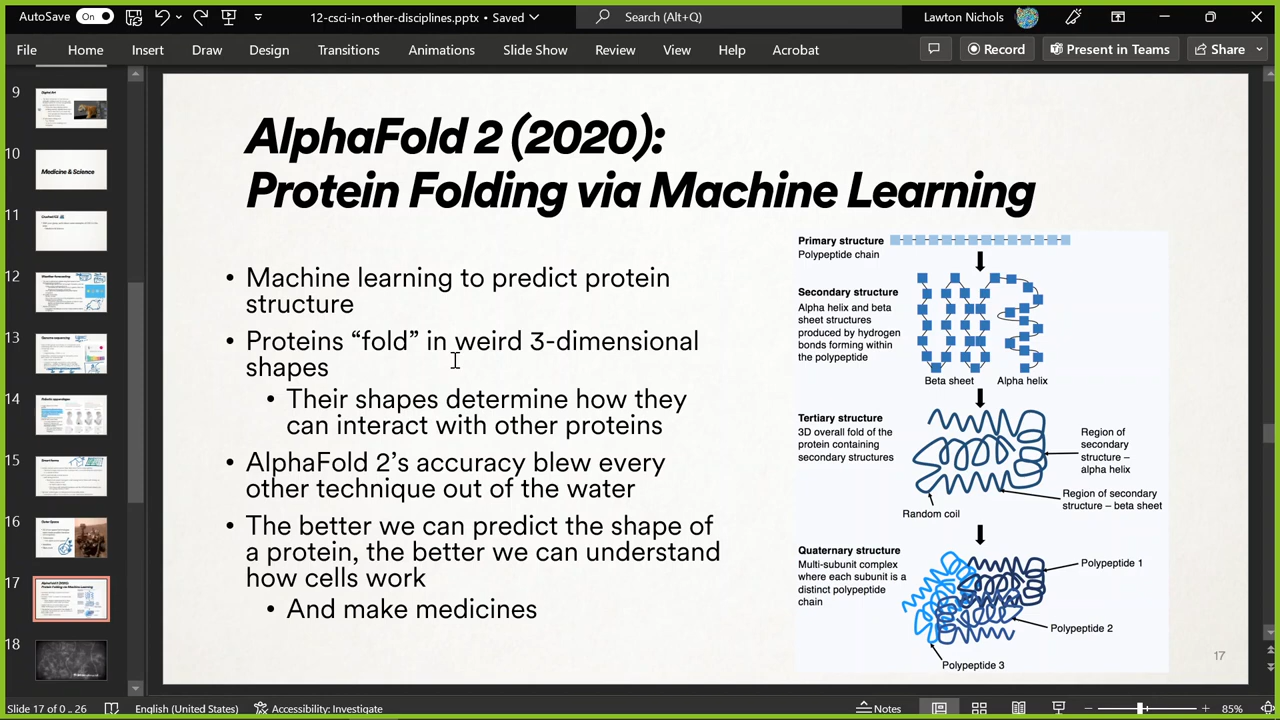 AutoSave On 12-csci-in-other-disciplines.pptx • Saved Search (Alt+Q) Lawton Nichols
File Home Insert Draw Design Transitions Animations Slide Show Review View Help Acrobat Record Present in Teams Share
9
10
Medicine & Science
11
12
13
14
15
16
17
18
AlphaFold 2 (2020):
Protein Folding via Machine Learning
• Machine learning to predict protein
structure
• Proteins “fold” in weird 3-dimensional
shapes
• Their shapes determine how they
can interact with other proteins
• AlphaFold 2’s accuracy blew every
other technique out of the water
• The better we can predict the shape of
a protein, the better we can understand
how cells work
• And make medicines
Primary structure
Polypeptide chain
Secondary structure
Alpha helix and beta
sheet structures
produced by hydrogen
bonds forming within
the polypeptide
Beta sheet Alpha helix
Tertiary structure
3D overall fold of the
protein containing
secondary structures
Region of
secondary
structure –
alpha helix
Region of secondary
structure – beta sheet
Random coil
Quaternary structure
Multi-subunit complex
where each subunit is a
distinct polypeptide
chain
Polypeptide 1
Polypeptide 2
Polypeptide 3
17
Slide 17 of 0...26 English (United States) Accessibility: Investigate Notes 85%